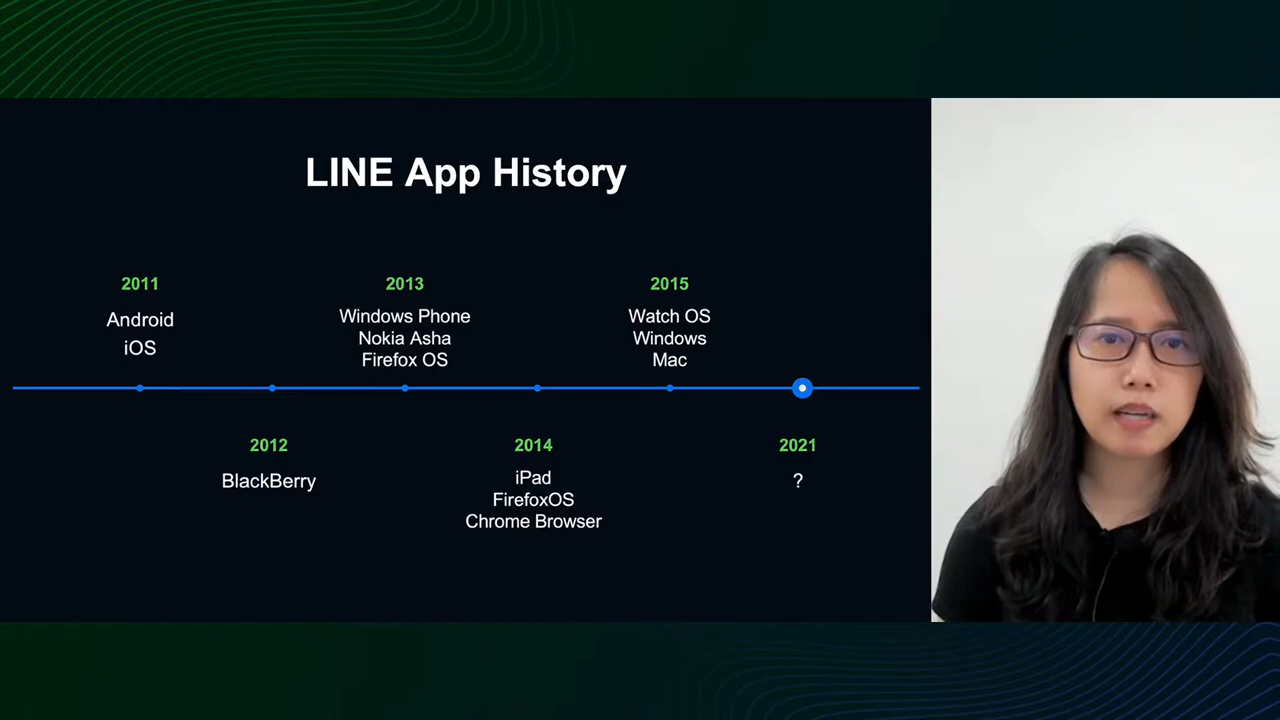 LINE App History
2011
Android
iOS
2012
BlackBerry
2013
Windows Phone
Nokia Asha
Firefox OS
2014
iPad
FirefoxOS
Chrome Browser
2015
Watch OS
Windows
Mac
2021
?